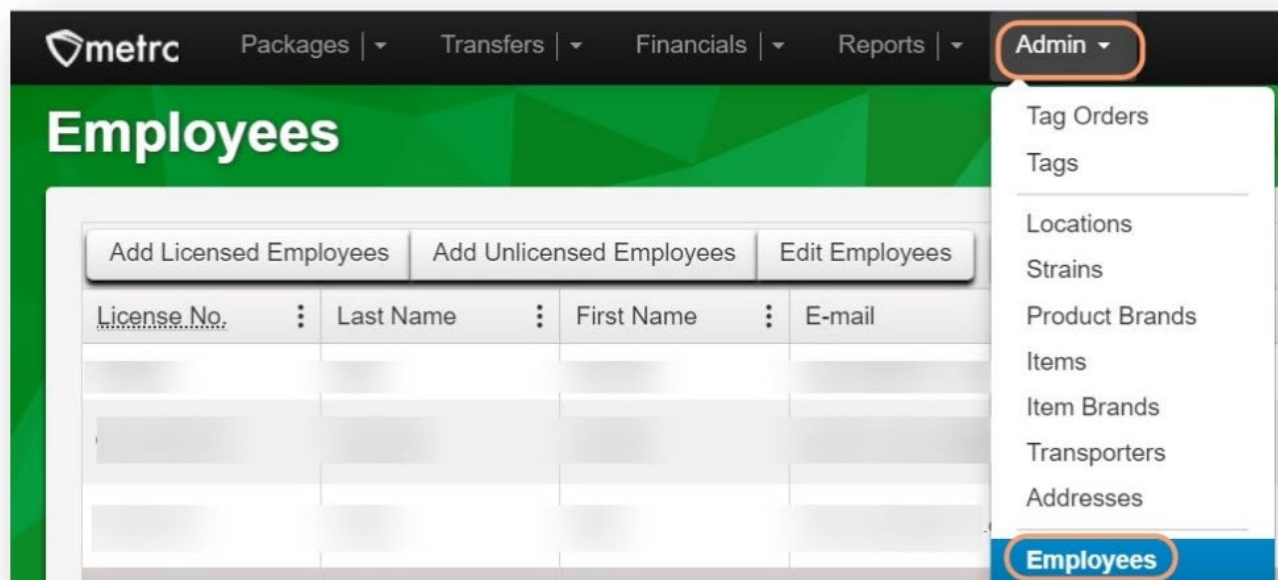 metrc Packages Transfers Financials Reports Admin
Employees
Tag Orders
Tags
Locations
Strains
Product Brands
Items
Item Brands
Transporters
Addresses
Employees
Add Licensed Employees Add Unlicensed Employees Edit Employees
License No. Last Name First Name E-mail